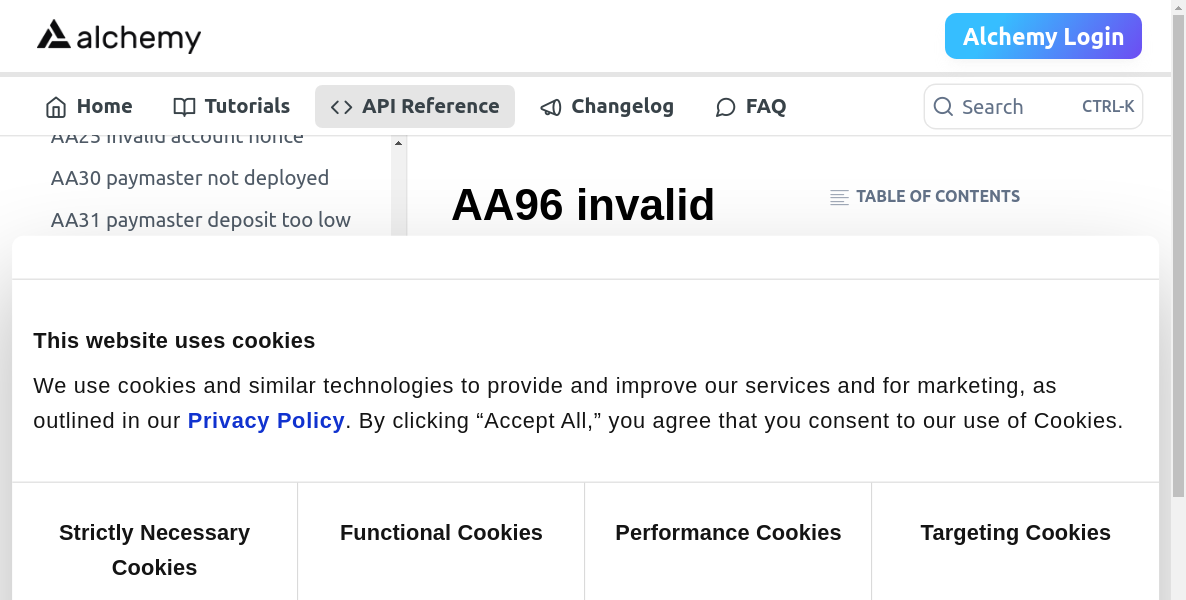 alchemy
Alchemy Login
Home
Tutorials
API Reference
Changelog
FAQ
Search
CTRL-K
AA25 invalid account nonce
AA30 paymaster not deployed
AA31 paymaster deposit too low
AA96 invalid
TABLE OF CONTENTS
This website uses cookies
We use cookies and similar technologies to provide and improve our services and for marketing, as
outlined in our Privacy Policy. By clicking “Accept All,” you agree that you consent to our use of Cookies.
Strictly Necessary
Cookies
Functional Cookies
Performance Cookies
Targeting Cookies